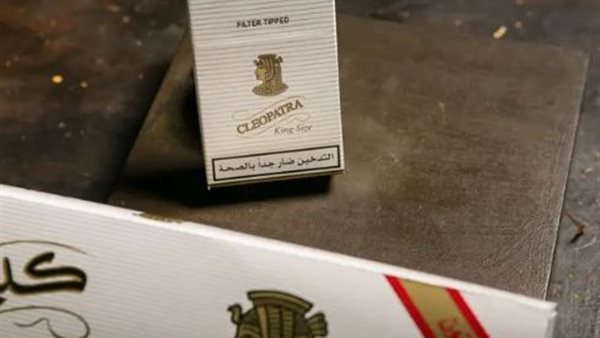 FILTER TIPPED
CLEOPATRA
King Size
التدخين ضار جداً بالصحة